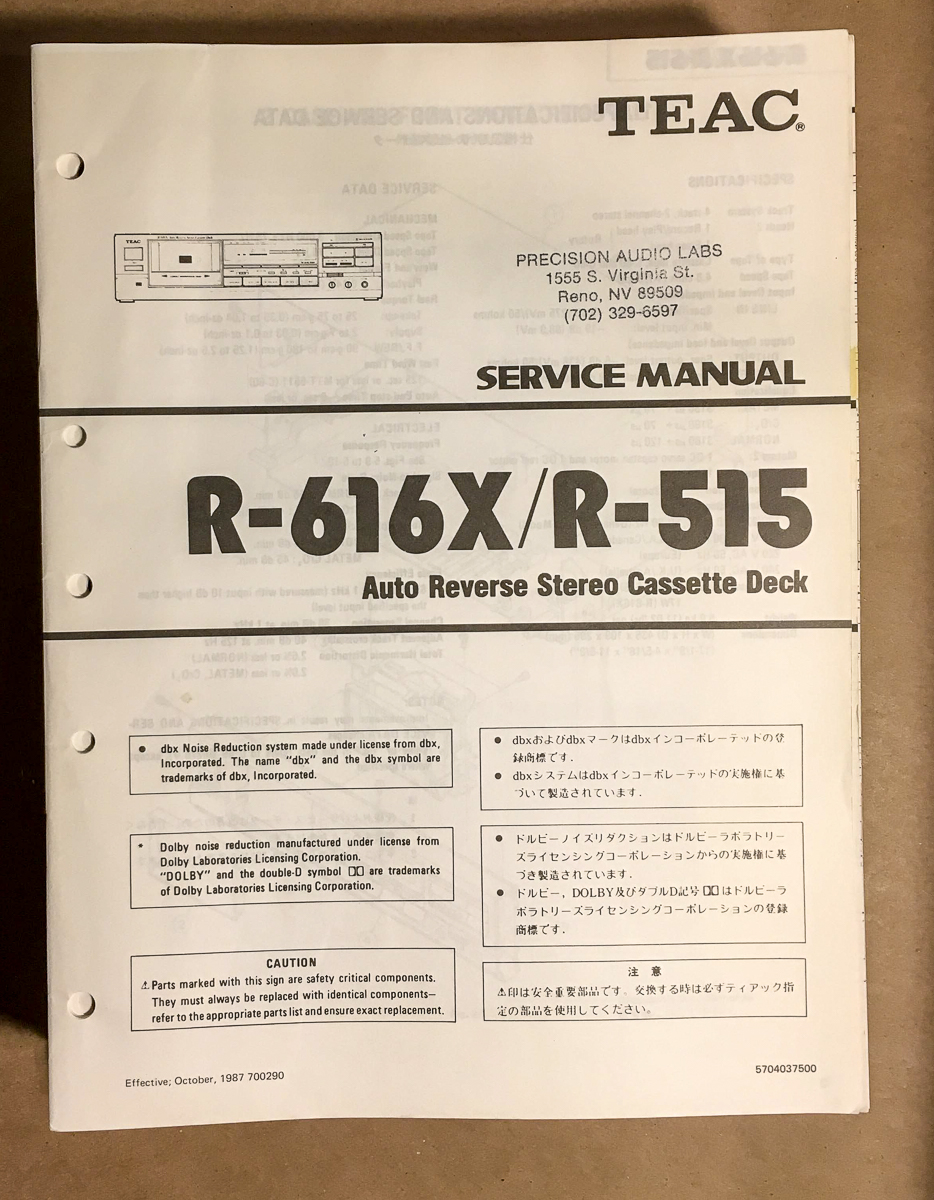 TEAC®
TEAC
PRECISION AUDIO LABS
1555 S. Virginia St.
Reno, NV 89509
(702) 329-6597
SERVICE MANUAL
R-616X/R-515
Auto Reverse Stereo Cassette Deck
● dbx Noise Reduction system made under license from dbx,
Incorporated. The name "dbx" and the dbx symbol are
trademarks of dbx, Incorporated.
* Dolby noise reduction manufactured under license from
Dolby Laboratories Licensing Corporation.
"DOLBY" and the double-D symbol are trademarks
of Dolby Laboratories Licensing Corporation.
CAUTION
⚠Parts marked with this sign are safety critical components.
They must always be replaced with identical components—
refer to the appropriate parts list and ensure exact replacement.
● dbxおよびdbxマークはdbxインコーポレーテッドの登
録商標です.
● dbxシステムはdbxインコーポレーテッドの実施権に基
づいて製造されています.
● ドルビーノイズリダクションはドルビーラボラトリー
ズライセンシングコーポレーションからの実施権に基
づき製造されています.
● ドルビー, DOLBY及びダブルD記号はドルビーラ
ボラトリーズライセンシングコーポレーションの登録
商標です.
注 意
⚠印は安全重要部品です。交換する時は必ずティアック指
定の部品を使用してください。
Effective; October, 1987 700290
5704037500